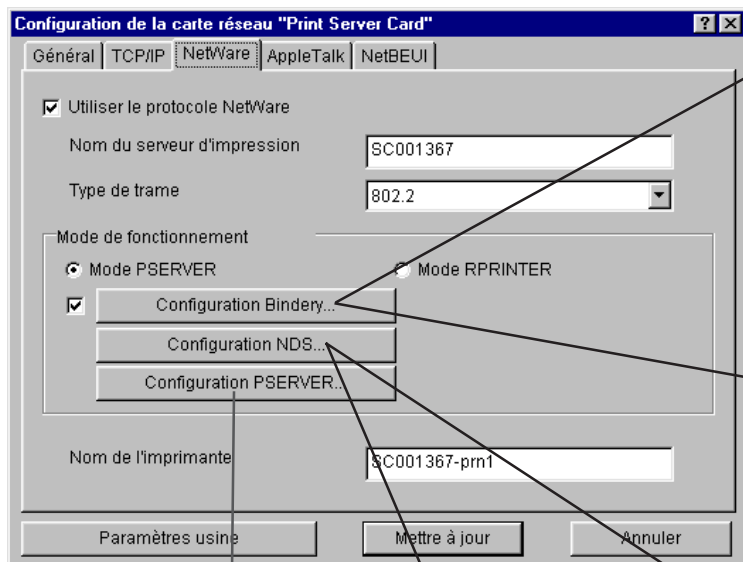 Configuration de la carte réseau "Print Server Card"
Général TCP/IP NetWare AppleTalk NetBEUI
Utiliser le protocole NetWare
Nom du serveur d'impression SC001367
Type de trame 802.2
Mode de fonctionnement
Mode PSERVER Mode RPRINTER
Configuration Bindery...
Configuration NDS...
Configuration PSERVER...
Nom de l'imprimante SC001367-prn1
Paramètres usine Mettre à jour Annuler